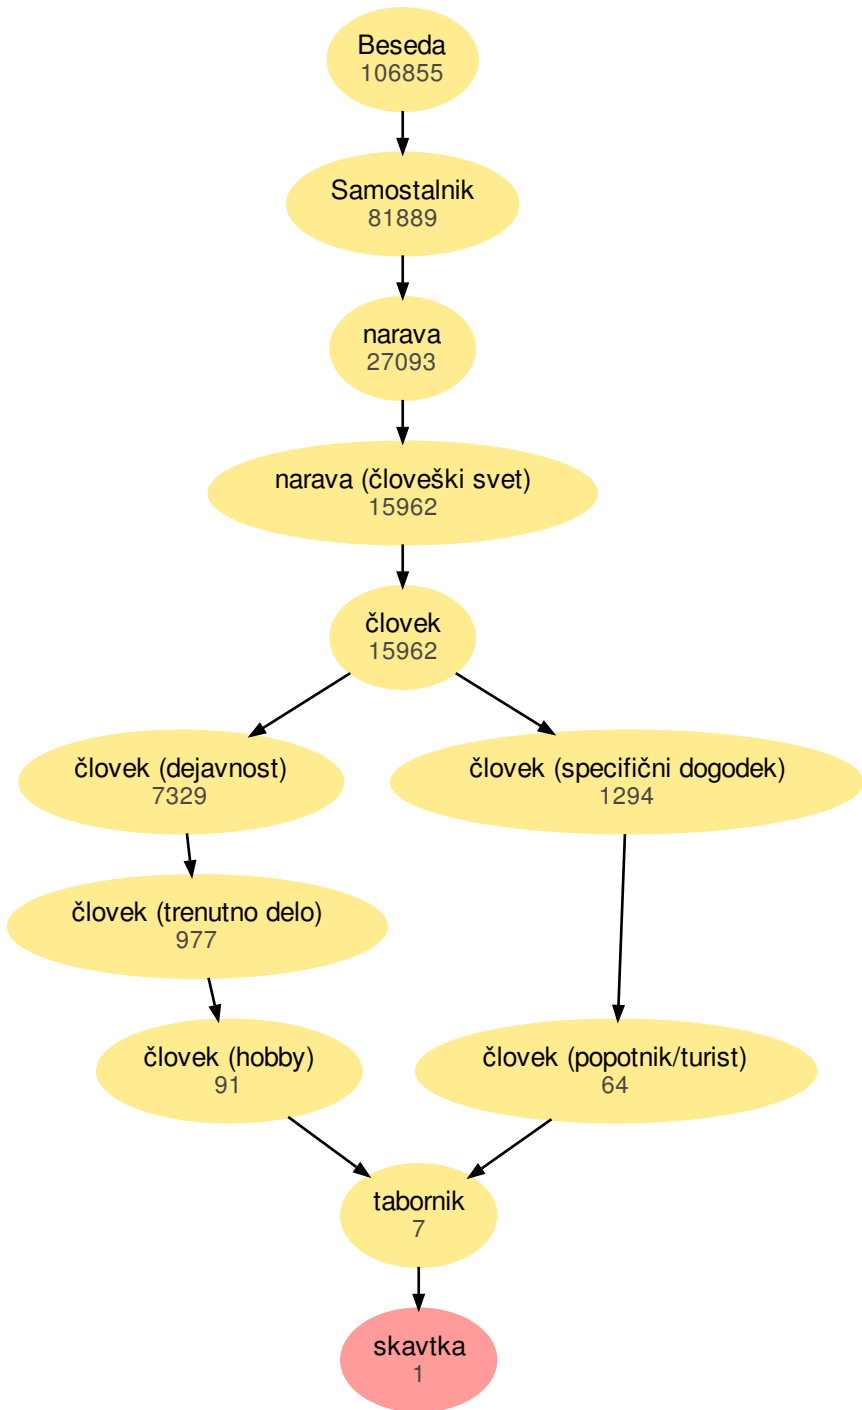 Beseda
106855
Samostalnik
81889
narava
27093
narava (človeški svet)
15962
človek
15962
človek (dejavnost)
7329
človek (specifični dogodek)
1294
človek (trenutno delo)
977
človek (hobby)
91
človek (popotnik/turist)
64
tabornik
7
skavtka
1